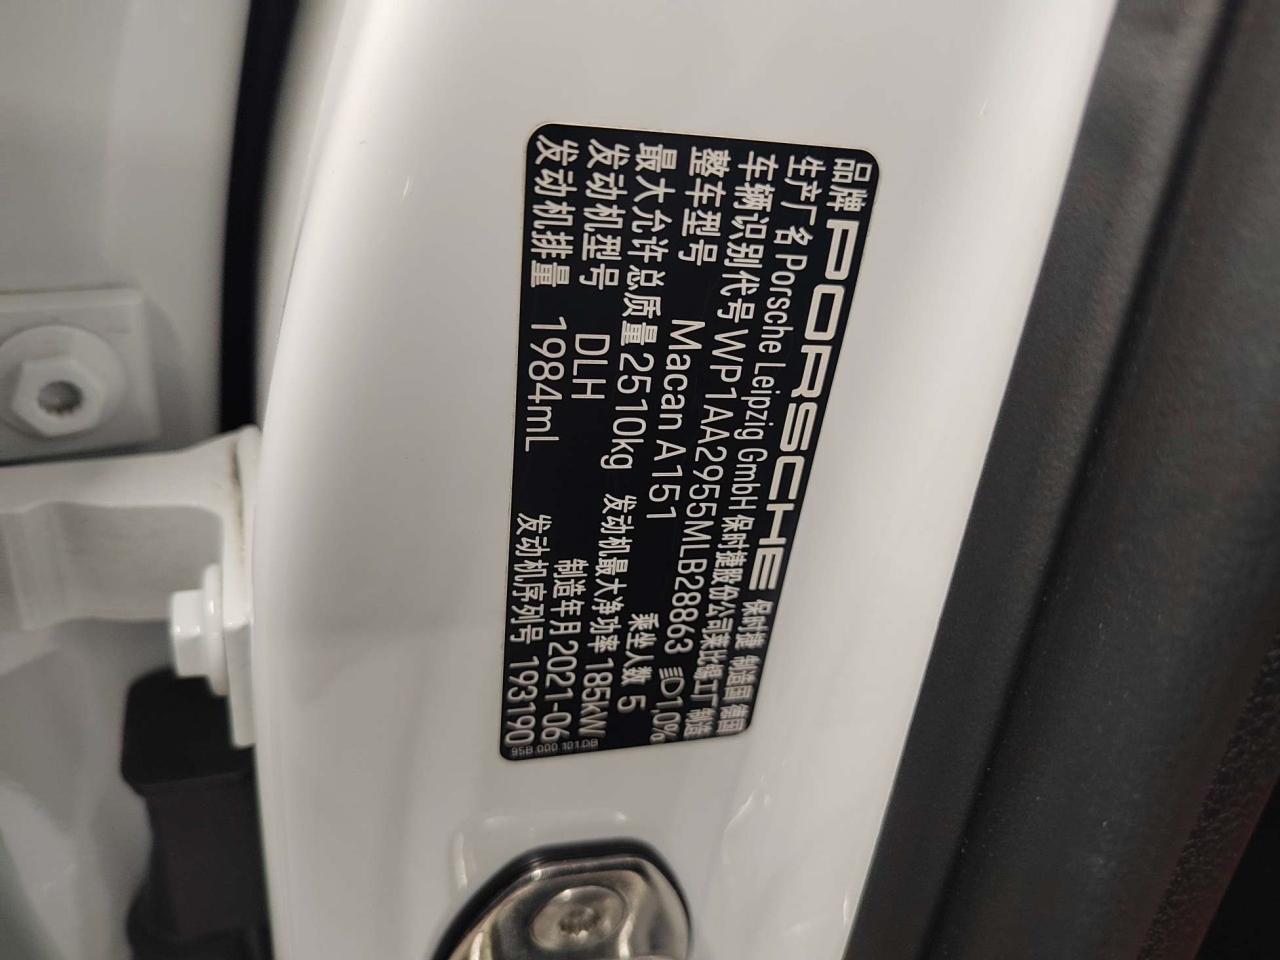 品牌 PORSCHE 保时捷 制造国 德国
生产厂名 Porsche Leipzig GmbH 保时捷股份公司莱比锡工厂 制造
车辆识别代号 WP1AA2955MLB28863 1,0%
整车型号 Macan A151
最大允许总质量 2510kg 乘坐人数 5
发动机型号 DLH 发动机最大净功率 185kW
发动机排量 1984mL 制造年月 2021-06
发动机序列号 193190
95B.000.101.DB